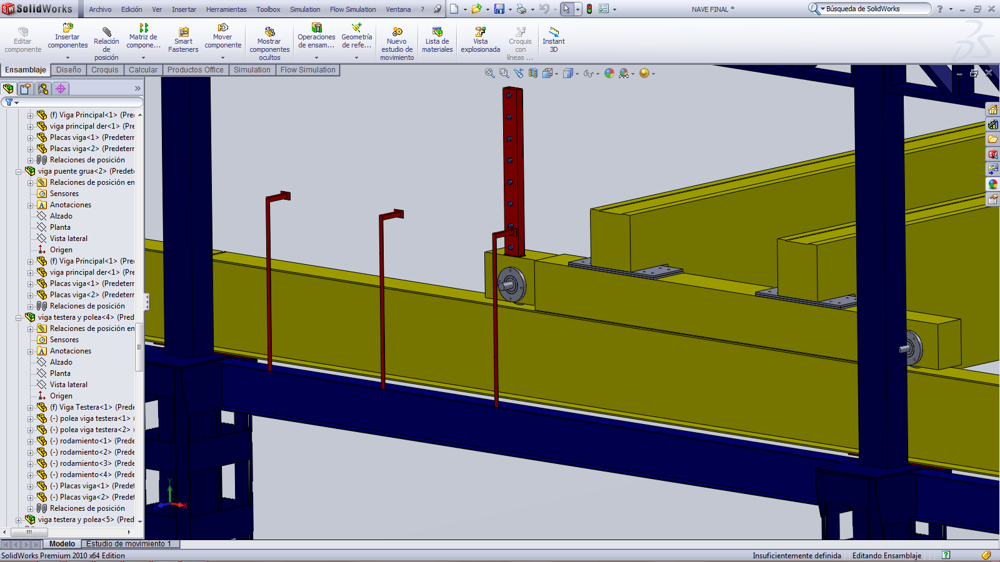 SW SolidWorks Archivo Edición Ver Insertar Herramientas Toolbox Simulation Flow Simulation Ventana ? NAVE FINAL * Búsqueda de SolidWorks ?
Editar componente
Insertar componentes
Relación de posición
Matriz de compone...
Smart Fasteners
Mover componente
Mostrar componentes ocultos
Operaciones de ensam...
Geometría de refe...
Nuevo estudio de movimiento
Lista de materiales
Vista explosionada
Croquis con líneas ...
Instant 3D
Ensamblaje Diseño Croquis Calcular Productos Office Simulation Flow Simulation
(f) Viga Principal<1> (Pre
viga principal der<1> (Pr
Placas viga<1> (Predeterr
Placas viga<2> (Predeterr
Relaciones de posición
viga puente grua<2> (Predet
Relaciones de posición en
Sensores
Anotaciones
Alzado
Planta
Vista lateral
Origen
(f) Viga Principal<1> (Pre
viga principal der<1> (Pr
Placas viga<1> (Predeterr
Placas viga<2> (Predeterr
Relaciones de posición
viga testera y polea<4> (Pred
Relaciones de posición en
Sensores
Anotaciones
Alzado
Planta
Vista lateral
Origen
(f) Viga Testera<1> (Prede
(-) polea viga testera<1> (
(-) polea viga testera<2> (
(-) rodamiento<1> (Prede
(-) rodamiento<2> (Prede
(-) rodamiento<3> (Prede
(-) rodamiento<4> (Prede
(-) Placas viga<1> (Predet
(-) Placas viga<2> (Predet
Relaciones de posición
viga testera y polea<5> (Pred
Y
X
Modelo Estudio de movimiento 1
SolidWorks Premium 2010 x64 Edition Insuficientemente definida Editando Ensamblaje ?